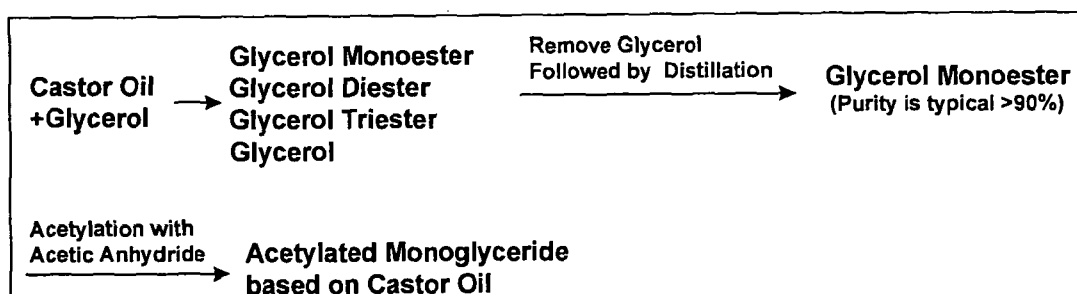 Castor Oil
+Glycerol
Glycerol Monoester
Glycerol Diester
Glycerol Triester
Glycerol
Remove Glycerol
Followed by Distillation
Glycerol Monoester
(Purity is typical >90%)
Acetylation with
Acetic Anhydride
Acetylated Monoglyceride
based on Castor Oil